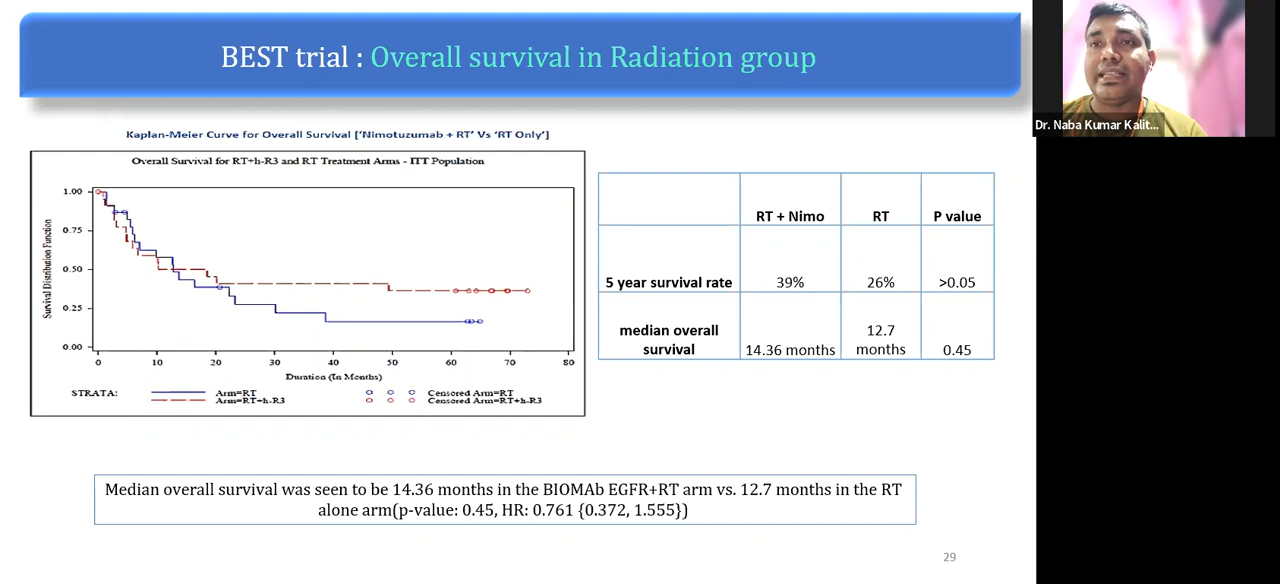 BEST trial : Overall survival in Radiation group
Dr. Naba Kumar Kalit...
Kaplan-Meier Curve for Overall Survival ['Nimotuzumab + RT' Vs 'RT Only']
Overall Survival for RT+h-R3 and RT Treatment Arms - ITT Population
Survival Distribution Function
1.00
0.75
0.50
0.25
0.00
0 10 20 30 40 50 60 70 80
Duration (In Months)
STRATA: Arm=RT Censored Arm=RT
Arm=RT+h-R3 Censored Arm=RT+h-R3
RT + Nimo RT P value
5 year survival rate 39% 26% >0.05
median overall survival 14.36 months 12.7 months 0.45
Median overall survival was seen to be 14.36 months in the BIOMAb EGFR+RT arm vs. 12.7 months in the RT
alone arm(p-value: 0.45, HR: 0.761 {0.372, 1.555})
29